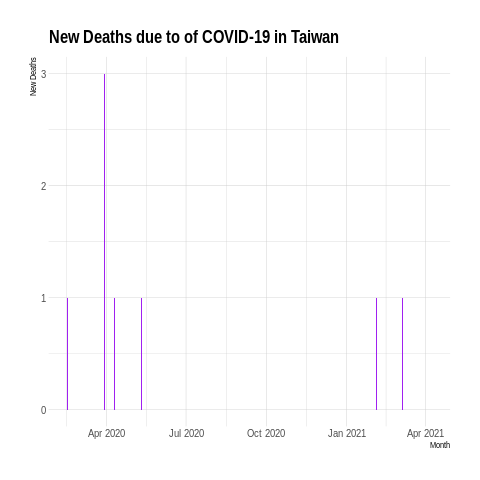 New Deaths due to of COVID-19 in Taiwan
New Deaths
3
2
1
0
Apr 2020 Jul 2020 Oct 2020 Jan 2021 Apr 2021
Month